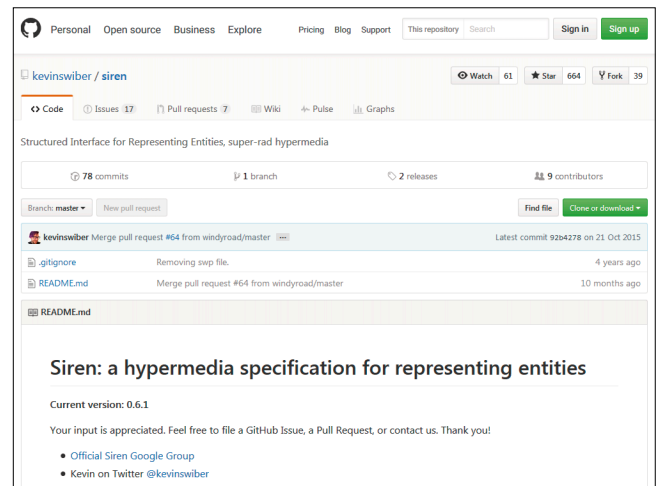 Personal Open source Business Explore Pricing Blog Support This repository Search Sign in Sign up
kevinswiber / siren Watch 61 Star 664 Fork 39
Code Issues 17 Pull requests 7 Wiki Pulse Graphs
Structured Interface for Representing Entities, super-rad hypermedia
78 commits 1 branch 2 releases 9 contributors
Branch: master New pull request Find file Clone or download
kevinswiber Merge pull request #64 from windyroad/master ... Latest commit 92b4278 on 21 Oct 2015
.gitignore Removing swp file. 4 years ago
README.md Merge pull request #64 from windyroad/master 10 months ago
README.md
Siren: a hypermedia specification for representing entities
Current version: 0.6.1
Your input is appreciated. Feel free to file a GitHub Issue, a Pull Request, or contact us. Thank you!
• Official Siren Google Group
• Kevin on Twitter @kevinswiber